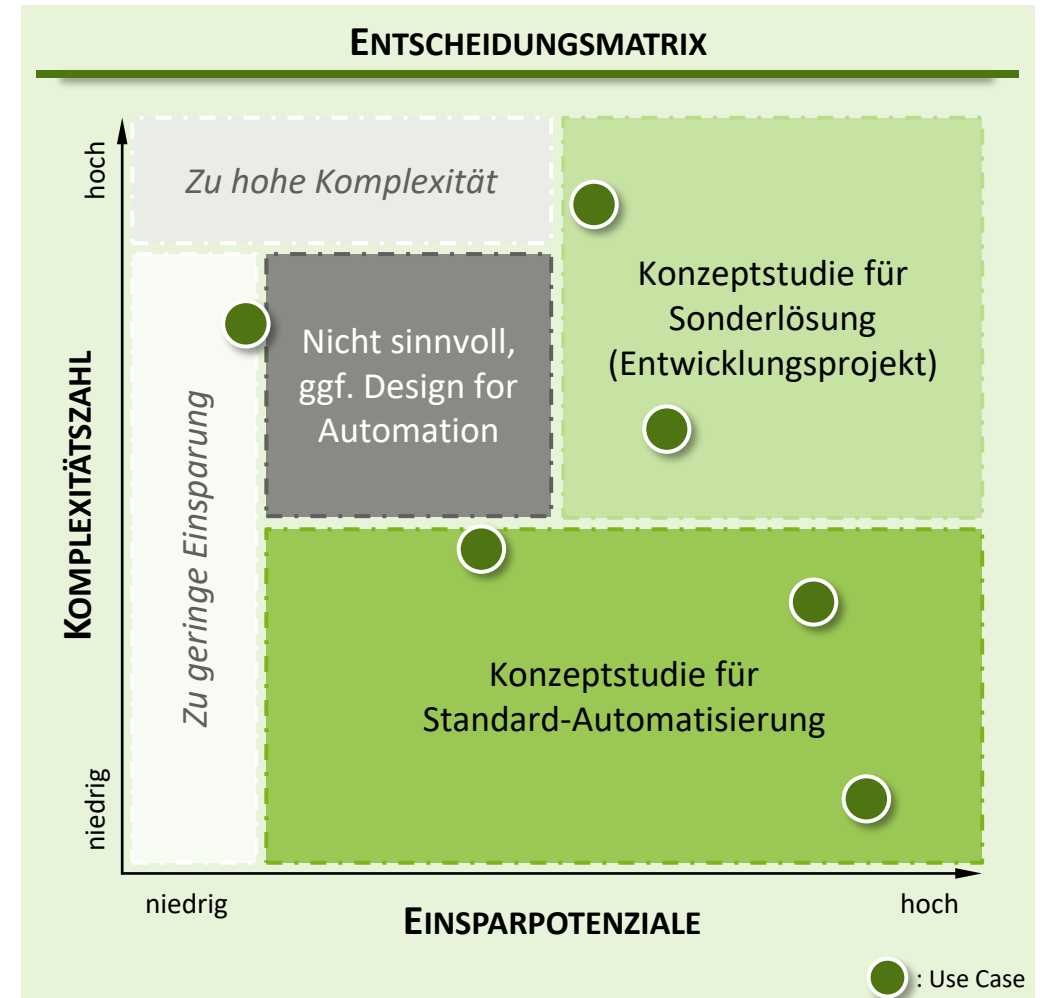 ENTSCHEIDUNGSMATRIX
hoch
Zu hohe Komplexität
Konzeptstudie für
Sonderlösung
(Entwicklungsprojekt)
Nicht sinnvoll,
ggf. Design for
Automation
KOMPLEXITÄTSZAHL
Zu geringe Einsparung
Konzeptstudie für
Standard-Automatisierung
niedrig
niedrig
EINSPARPOTENZIALE
hoch
: Use Case